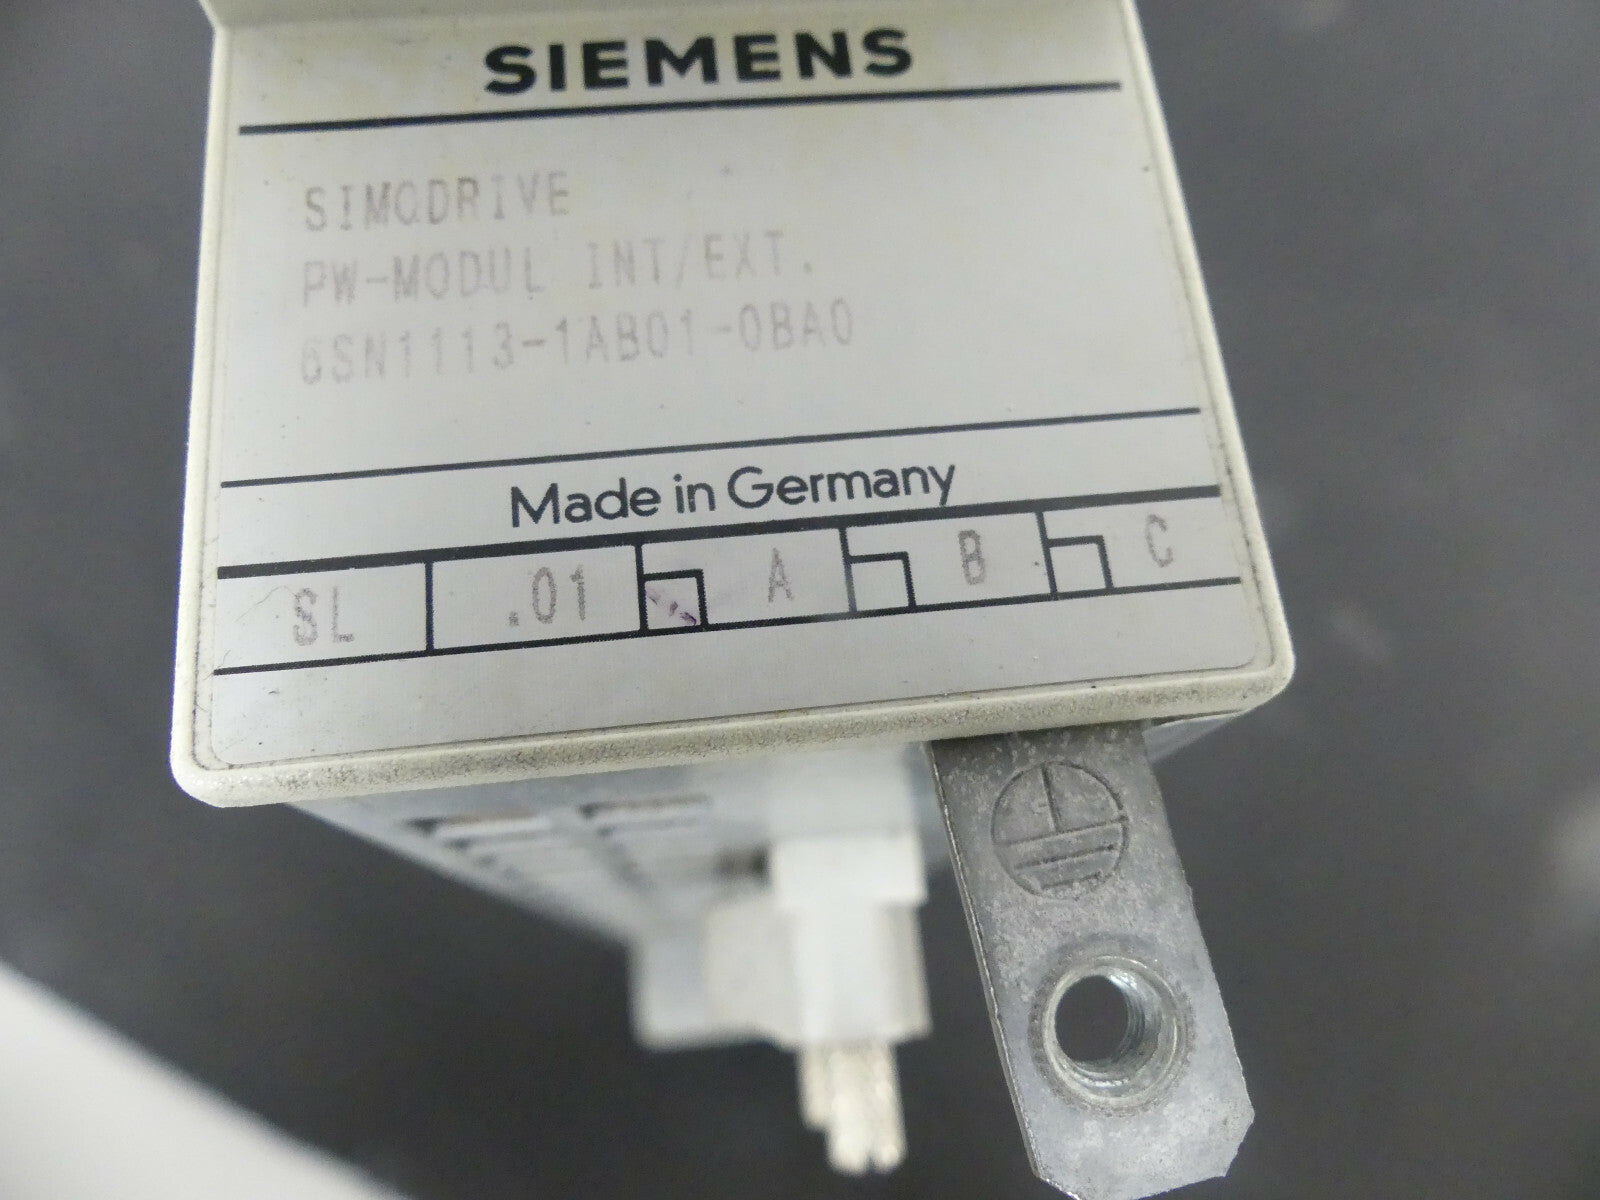 SIEMENS
SIMODRIVE
PW-MODUL INT/EXT.
6SN1113-1AB01-0BA0
Made in Germany
SL .01 A B C